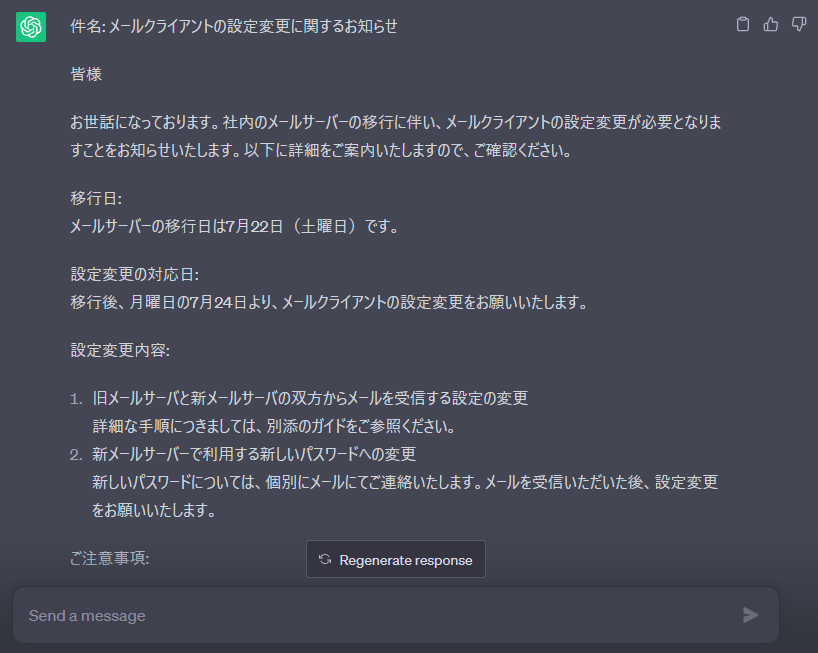 件名: メールクライアントの設定変更に関するお知らせ
皆様
お世話になっております。社内のメールサーバーの移行に伴い、メールクライアントの設定変更が必要となりま
すことをお知らせいたします。以下に詳細をご案内いたしますので、ご確認ください。
移行日:
メールサーバーの移行日は7月22日（土曜日）です。
設定変更の対応日:
移行後、月曜日の7月24日より、メールクライアントの設定変更をお願いいたします。
設定変更内容:
1. 旧メールサーバと新メールサーバの双方からメールを受信する設定の変更
詳細な手順につきましては、別添のガイドをご参照ください。
2. 新メールサーバーで利用する新しいパスワードへの変更
新しいパスワードについては、個別にメールにてご連絡いたします。メールを受信いただいた後、設定変更
をお願いいたします。
ご注意事項:
Regenerate response
Send a message